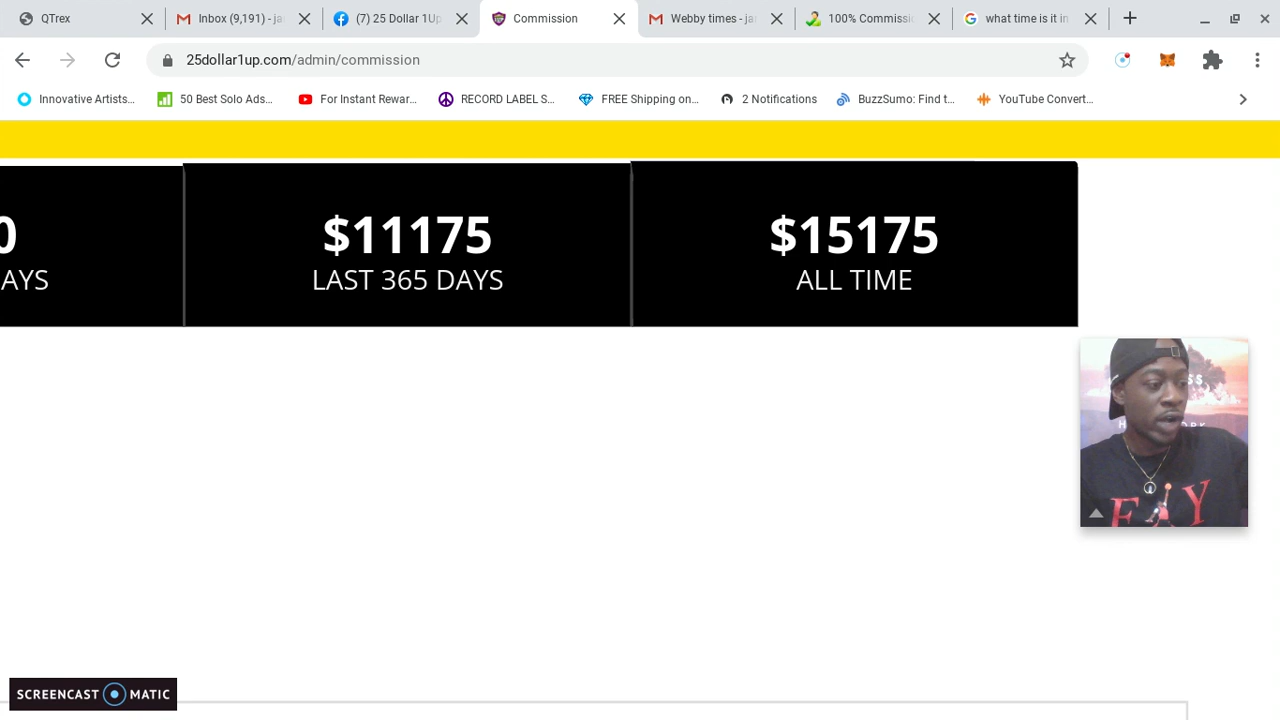 QTrex
Inbox (9,191) - ja
(7) 25 Dollar 1Up
Commission
Webby times - ja
100% Commissi
what time is it in
25dollar1up.com/admin/commission
Innovative Artists...
50 Best Solo Ads...
For Instant Rewar...
RECORD LABEL S...
FREE Shipping on...
2 Notifications
BuzzSumo: Find t...
YouTube Convert...
0
AYS
$11175
LAST 365 DAYS
$15175
ALL TIME
SCREENCAST MATIC